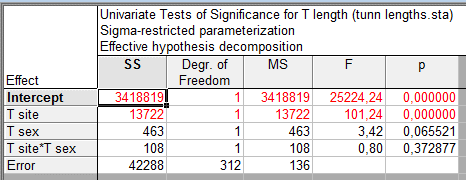 Univariate Tests of Significance for T length (tunn lengths.sta)
Sigma-restricted parameterization
Effective hypothesis decomposition
Effect SS Degr. of Freedom MS F p
Intercept 3418819 1 3418819 25224,24 0,000000
T site 13722 1 13722 101,24 0,000000
T sex 463 1 463 3,42 0,065521
T site*T sex 108 1 108 0,80 0,372877
Error 42288 312 136